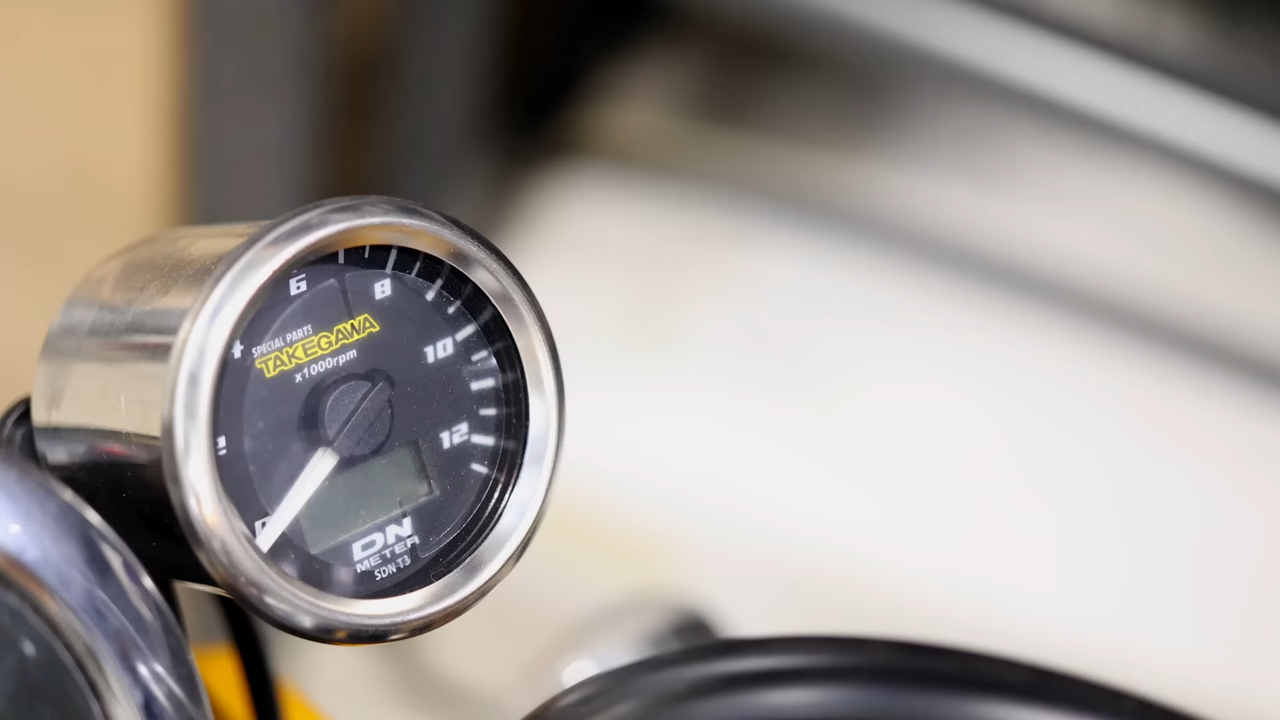 6
8
SPECIAL PARTS
TAKEGAWA
x1000rpm
10
12
DN
METER
SDN-T3